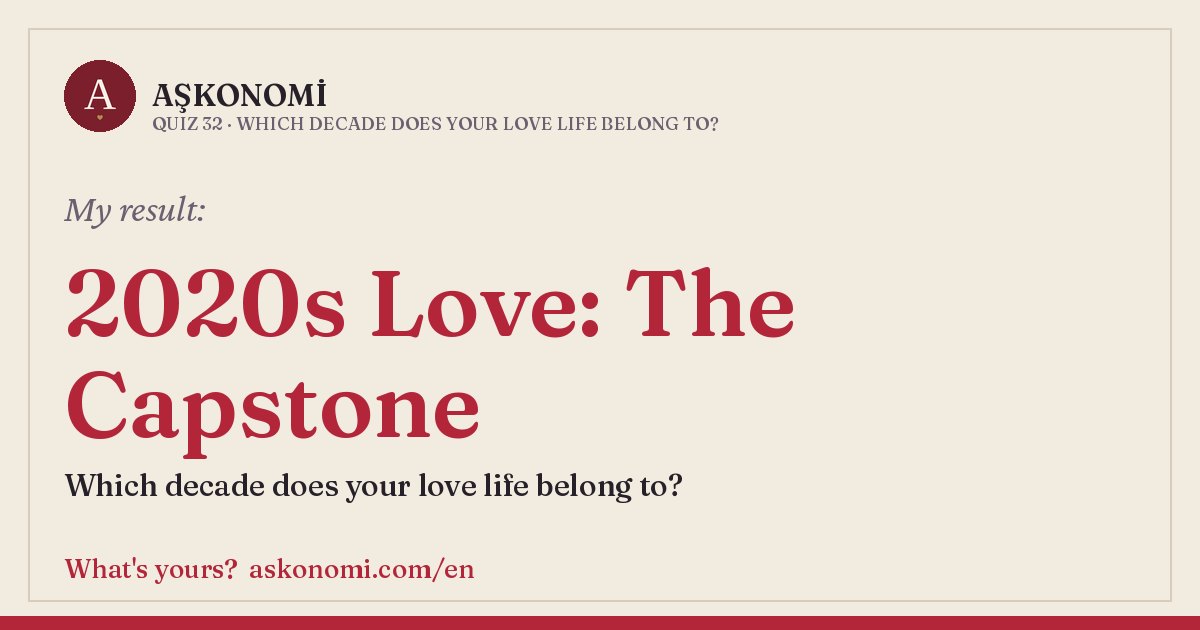 A
AŞKONOMİ
QUIZ 32 · WHICH DECADE DOES YOUR LOVE LIFE BELONG TO?
My result:
2020s Love: The
Capstone
Which decade does your love life belong to?
What's yours? askonomi.com/en